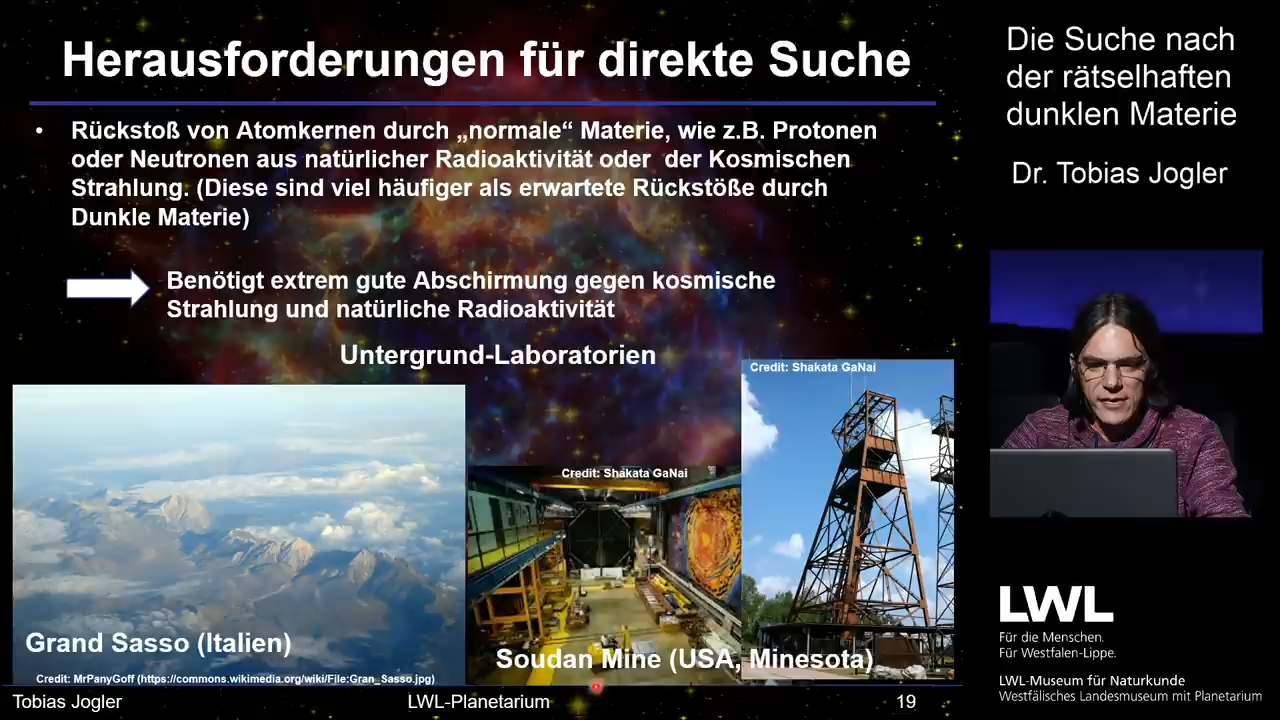 Herausforderungen für direkte Suche
• Rückstoß von Atomkernen durch „normale“ Materie, wie z.B. Protonen
oder Neutronen aus natürlicher Radioaktivität oder der Kosmischen
Strahlung. (Diese sind viel häufiger als erwartete Rückstöße durch
Dunkle Materie)
Benötigt extrem gute Abschirmung gegen kosmische
Strahlung und natürliche Radioaktivität
Untergrund-Laboratorien
Credit: Shakata GaNai
Credit: Shakata GaNai
Grand Sasso (Italien)
Soudan Mine (USA, Minesota)
Credit: MrPanyGoff (https://commons.wikimedia.org/wiki/File:Gran_Sasso.jpg)
Tobias Jogler
LWL-Planetarium
19
Die Suche nach
der rätselhaften
dunklen Materie
Dr. Tobias Jogler
LWL
Für die Menschen.
Für Westfalen-Lippe.
LWL-Museum für Naturkunde
Westfälisches Landesmuseum mit Planetarium